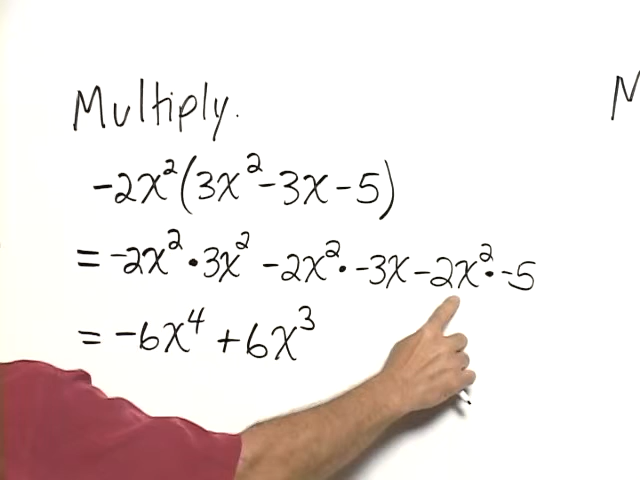 Multiply.
-2x²(3x²-3x-5)
= -2x²·3x² -2x²·-3x-2x²·-5
= -6x⁴ +6x³